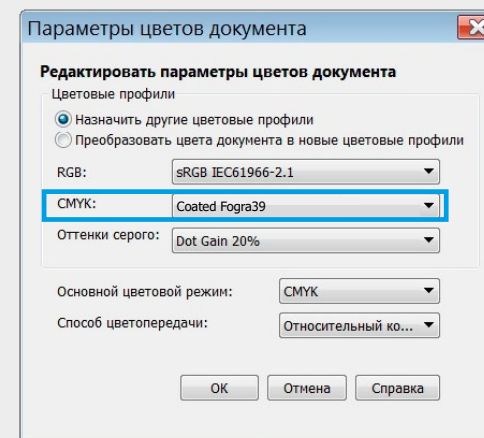 Параметры цветов документа
Редактировать параметры цветов документа
Цветовые профили
Назначить другие цветовые профили
Преобразовать цвета документа в новые цветовые профили
RGB: sRGB IEC61966-2.1
CMYK: Coated Fogra39
Оттенки серого: Dot Gain 20%
Основной цветовой режим: CMYK
Способ цветопередачи: Относительный ко...
ОК Отмена Справка